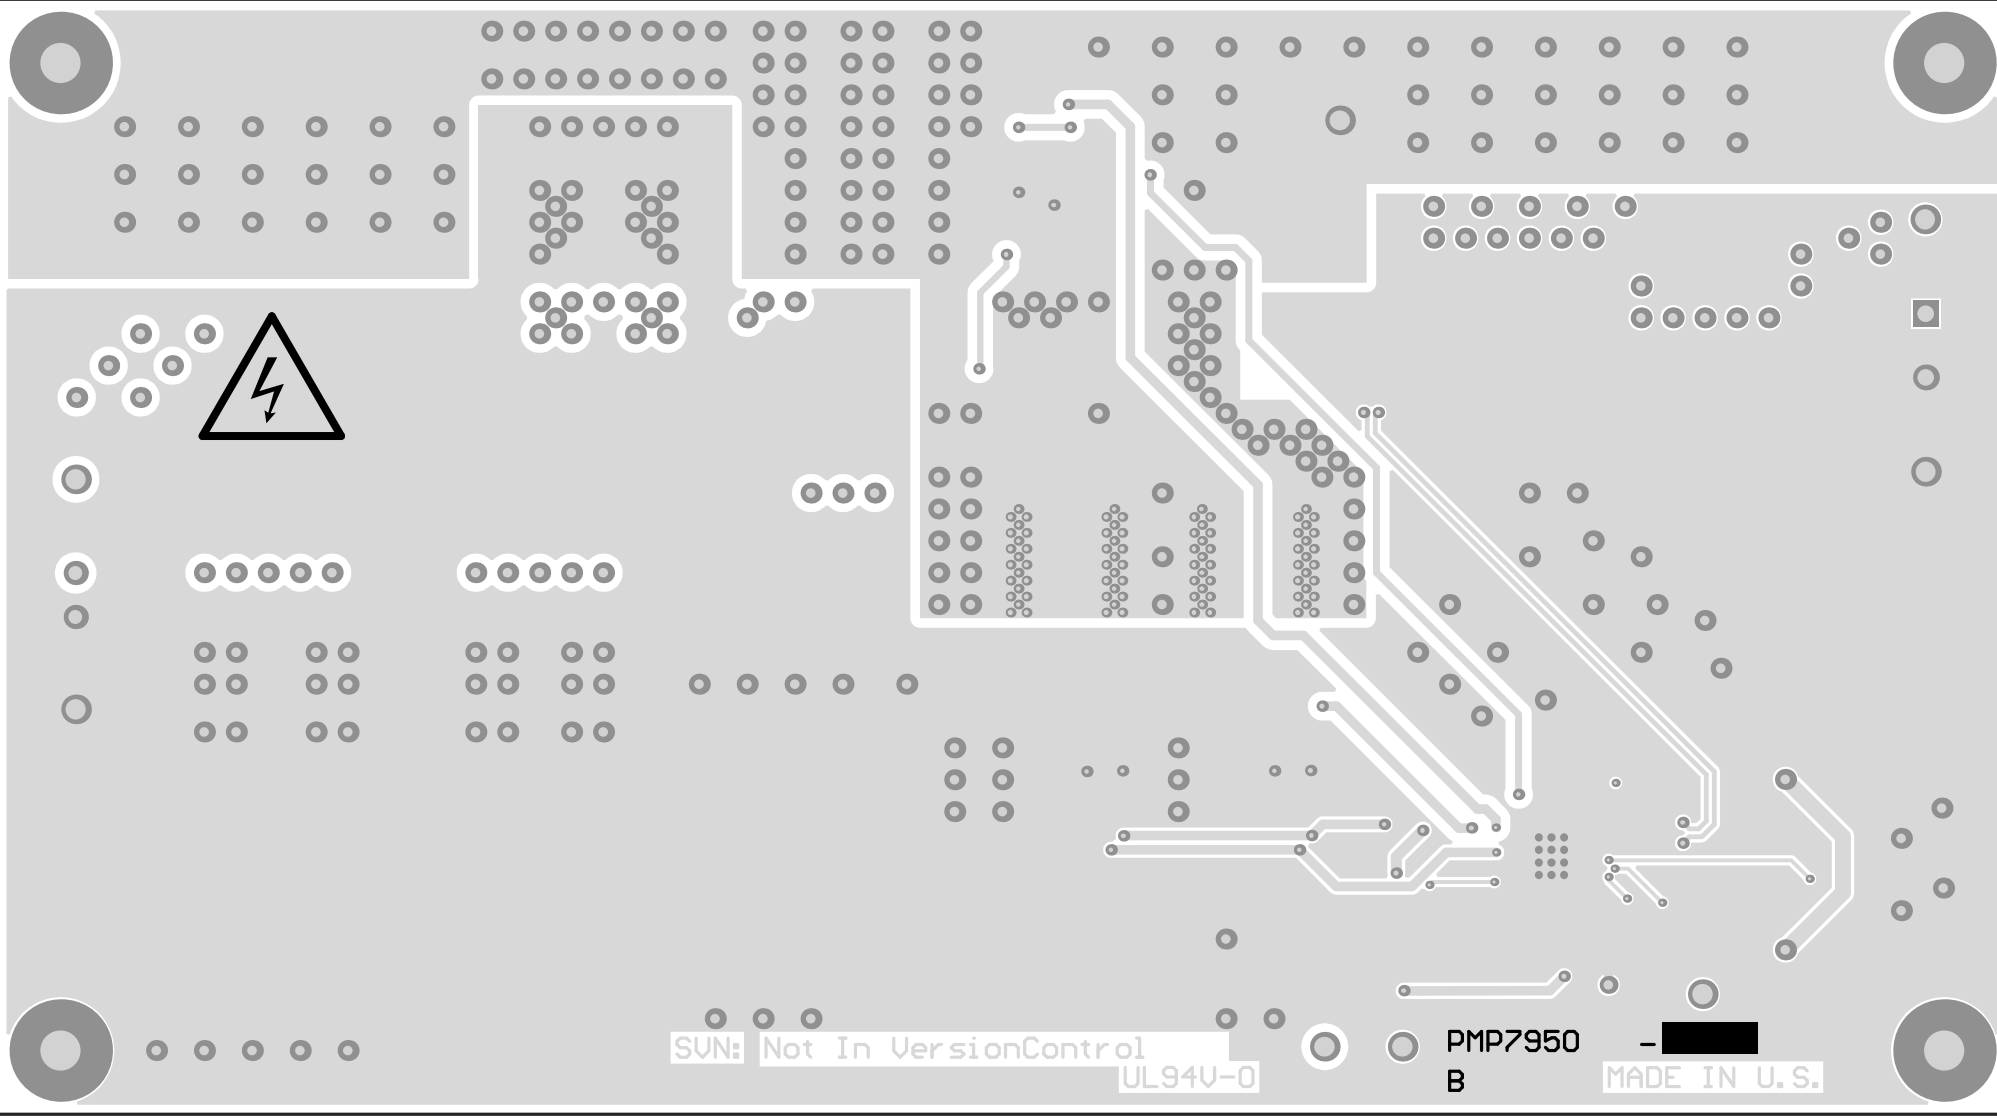 SVN: Not In VersionControl
PMP7950 -
UL94V-0
B
MADE IN U.S.